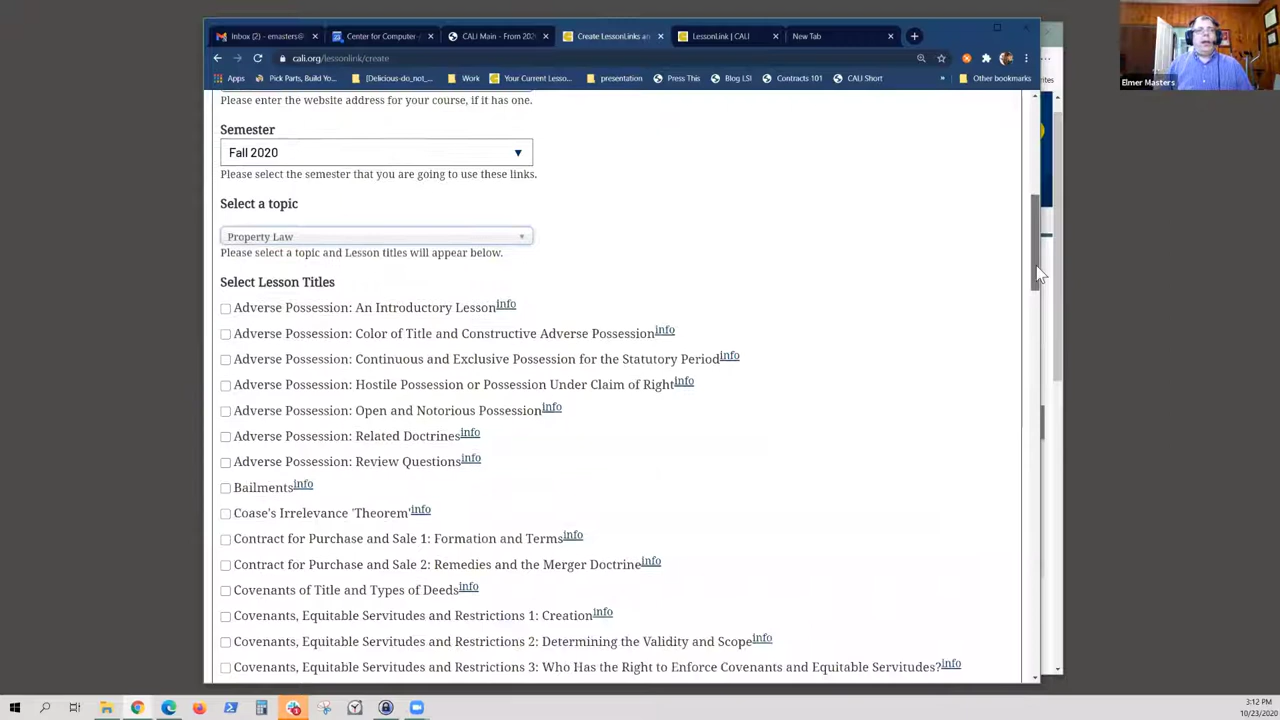 Inbox (2) - emasters@
Center for Computer-
CALI Main - From 202
Create LessonLinks an
LessonLink | CALI
New Tab
cali.org/lessonlink/create
Apps
Pick Parts, Build Yo...
[Delicious-do_not_...
Work
Your Current Lesso...
presentation
Press This
Blog LSI
Contracts 101
CALI Short
»
Other bookmarks
Elmer Masters
Please enter the website address for your course, if it has one.
Semester
Fall 2020
Please select the semester that you are going to use these links.
Select a topic
Property Law
Please select a topic and Lesson titles will appear below.
Select Lesson Titles
Adverse Possession: An Introductory Lesson info
Adverse Possession: Color of Title and Constructive Adverse Possession info
Adverse Possession: Continuous and Exclusive Possession for the Statutory Period info
Adverse Possession: Hostile Possession or Possession Under Claim of Right info
Adverse Possession: Open and Notorious Possession info
Adverse Possession: Related Doctrines info
Adverse Possession: Review Questions info
Bailments info
Coase's Irrelevance 'Theorem' info
Contract for Purchase and Sale 1: Formation and Terms info
Contract for Purchase and Sale 2: Remedies and the Merger Doctrine info
Covenants of Title and Types of Deeds info
Covenants, Equitable Servitudes and Restrictions 1: Creation info
Covenants, Equitable Servitudes and Restrictions 2: Determining the Validity and Scope info
Covenants, Equitable Servitudes and Restrictions 3: Who Has the Right to Enforce Covenants and Equitable Servitudes? info
3:12 PM
10/23/2020